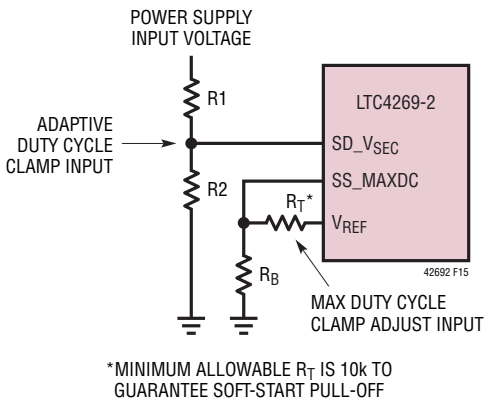 POWER SUPPLY
INPUT VOLTAGE
R1
LTC4269-2
ADAPTIVE
DUTY CYCLE
CLAMP INPUT
SD_VSEC
R2
SS_MAXDC
RT*
VREF
RB
42692 F15
MAX DUTY CYCLE
CLAMP ADJUST INPUT
*MINIMUM ALLOWABLE RT IS 10k TO
GUARANTEE SOFT-START PULL-OFF